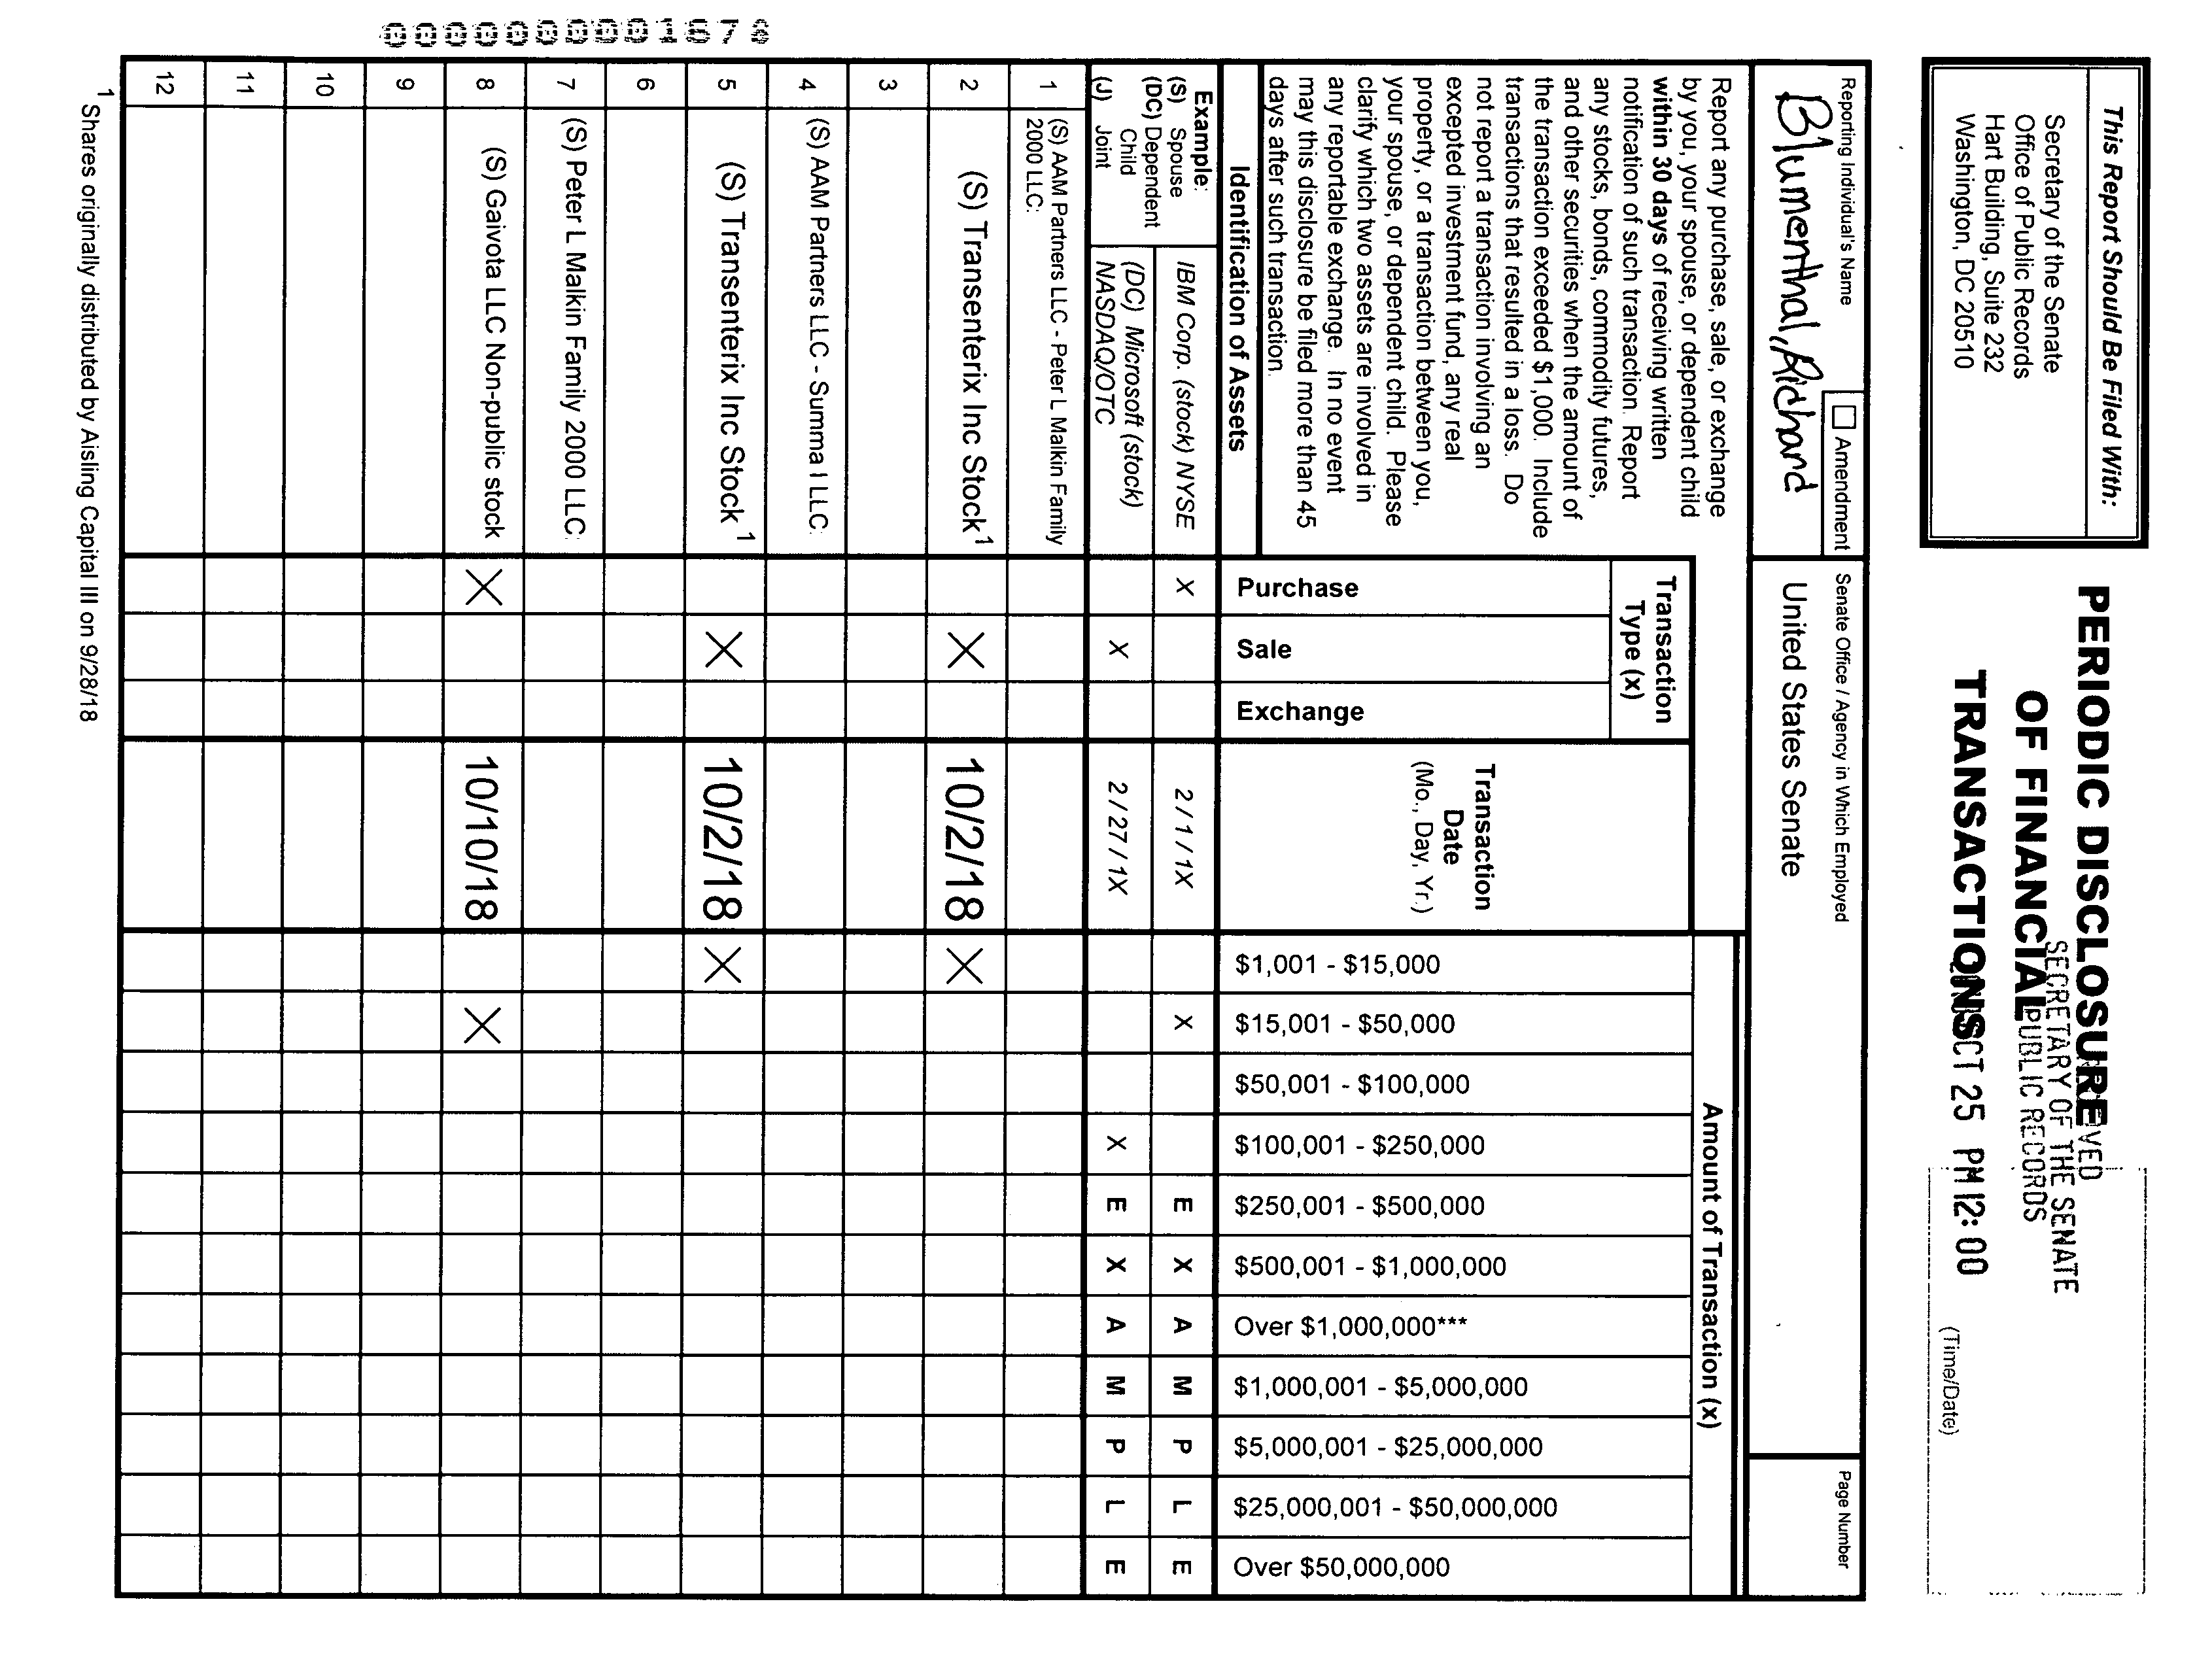 This Report Should Be Filed With:
Secretary of the Senate
Office of Public Records
Hart Building, Suite 232
Washington, DC 20510
PERIODIC DISCLOSURE
OF FINANCIAL
TRANSACTIONS
SECRETARY OF THE SENATE
PUBLIC RECORDS
25 PM 12:00
(Time/Date)
Reporting Individual's Name
Blumenthal, Richard
Amendment
Senate Office / Agency in Which Employed
United States Senate
Page Number
Report any purchase, sale, or exchange
by you, your spouse, or dependent child
within 30 days of receiving written
notification of such transaction. Report
any stocks, bonds, commodity futures,
and other securities when the amount of
the transaction exceeded $1,000. Include
transactions that resulted in a loss. Do
not report a transaction involving an
excepted investment fund, any real
property, or a transaction between you,
your spouse, or dependent child. Please
clarify which two assets are involved in
any reportable exchange. In no event
may this disclosure be filed more than 45
days after such transaction.
Identification of Assets
Transaction
Type (x)
Purchase
Sale
Exchange
Transaction
Date
(Mo., Day, Yr.)
Amount of Transaction (x)
$1,001 - $15,000
$15,001 - $50,000
$50,001 - $100,000
$100,001 - $250,000
$250,001 - $500,000
$500,001 - $1,000,000
Over $1,000,000***
$1,000,001 - $5,000,000
$5,000,001 - $25,000,000
$25,000,001 - $50,000,000
Over $50,000,000
Example:
(S) Spouse
(DC) Dependent
Child
(J) Joint
IBM Corp. (stock) NYSE X 2 / 1 / 1X X E X A M P L E
(DC) Microsoft (stock)
NASDAQ/OTC X 2 / 27 / 1X X E X A M P L E
1 (S) AAM Partners LLC - Peter L Malkin Family
2000 LLC:
2 (S) Transenterix Inc Stock1 X 10/2/18 X
3
4 (S) AAM Partners LLC - Summa I LLC:
5 (S) Transenterix Inc Stock1 X 10/2/18 X
6
7 (S) Peter L Malkin Family 2000 LLC:
8 (S) Gaivota LLC Non-public stock X 10/10/18 X
9
10
11
12
1 Shares originally distributed by Aisling Capital III on 9/28/18